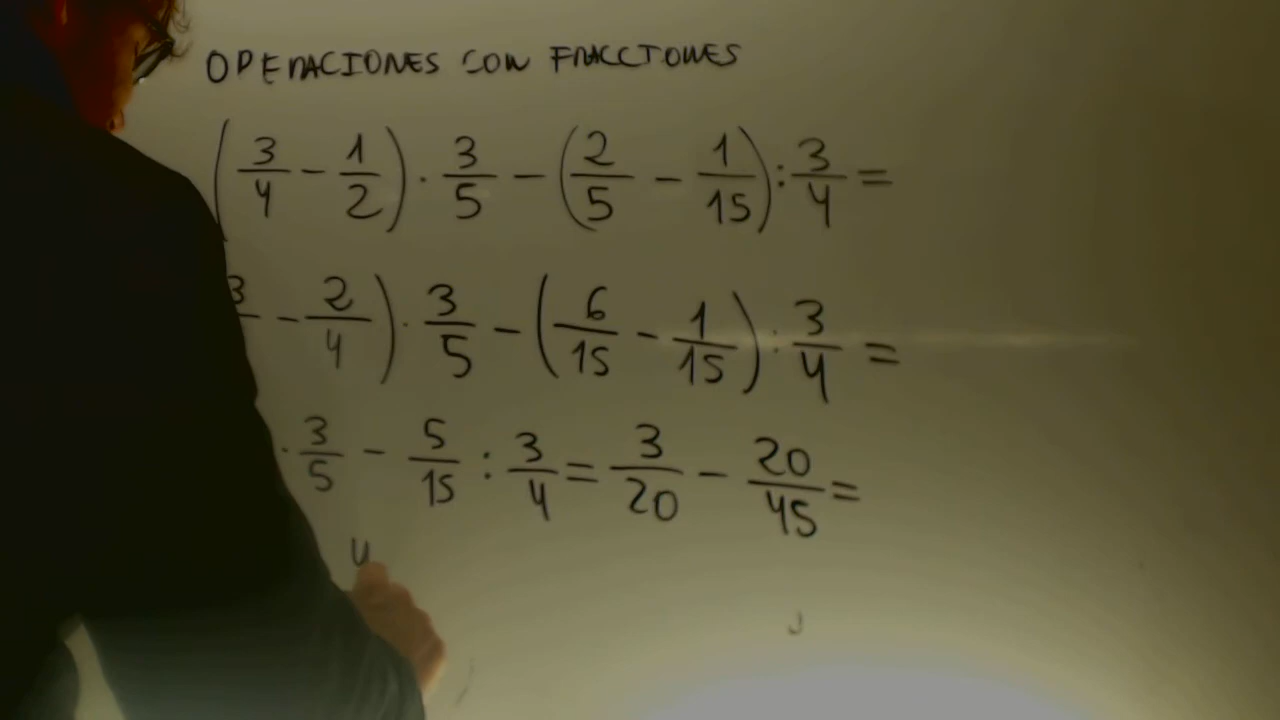 OPERACIONES CON FRACCIONES
(3/4 - 1/2) · 3/5 - (2/5 - 1/15) : 3/4 =
3 - 2/4) · 3/5 - (6/15 - 1/15) : 3/4 =
· 3/5 - 5/15 : 3/4 = 3/20 - 20/45 =